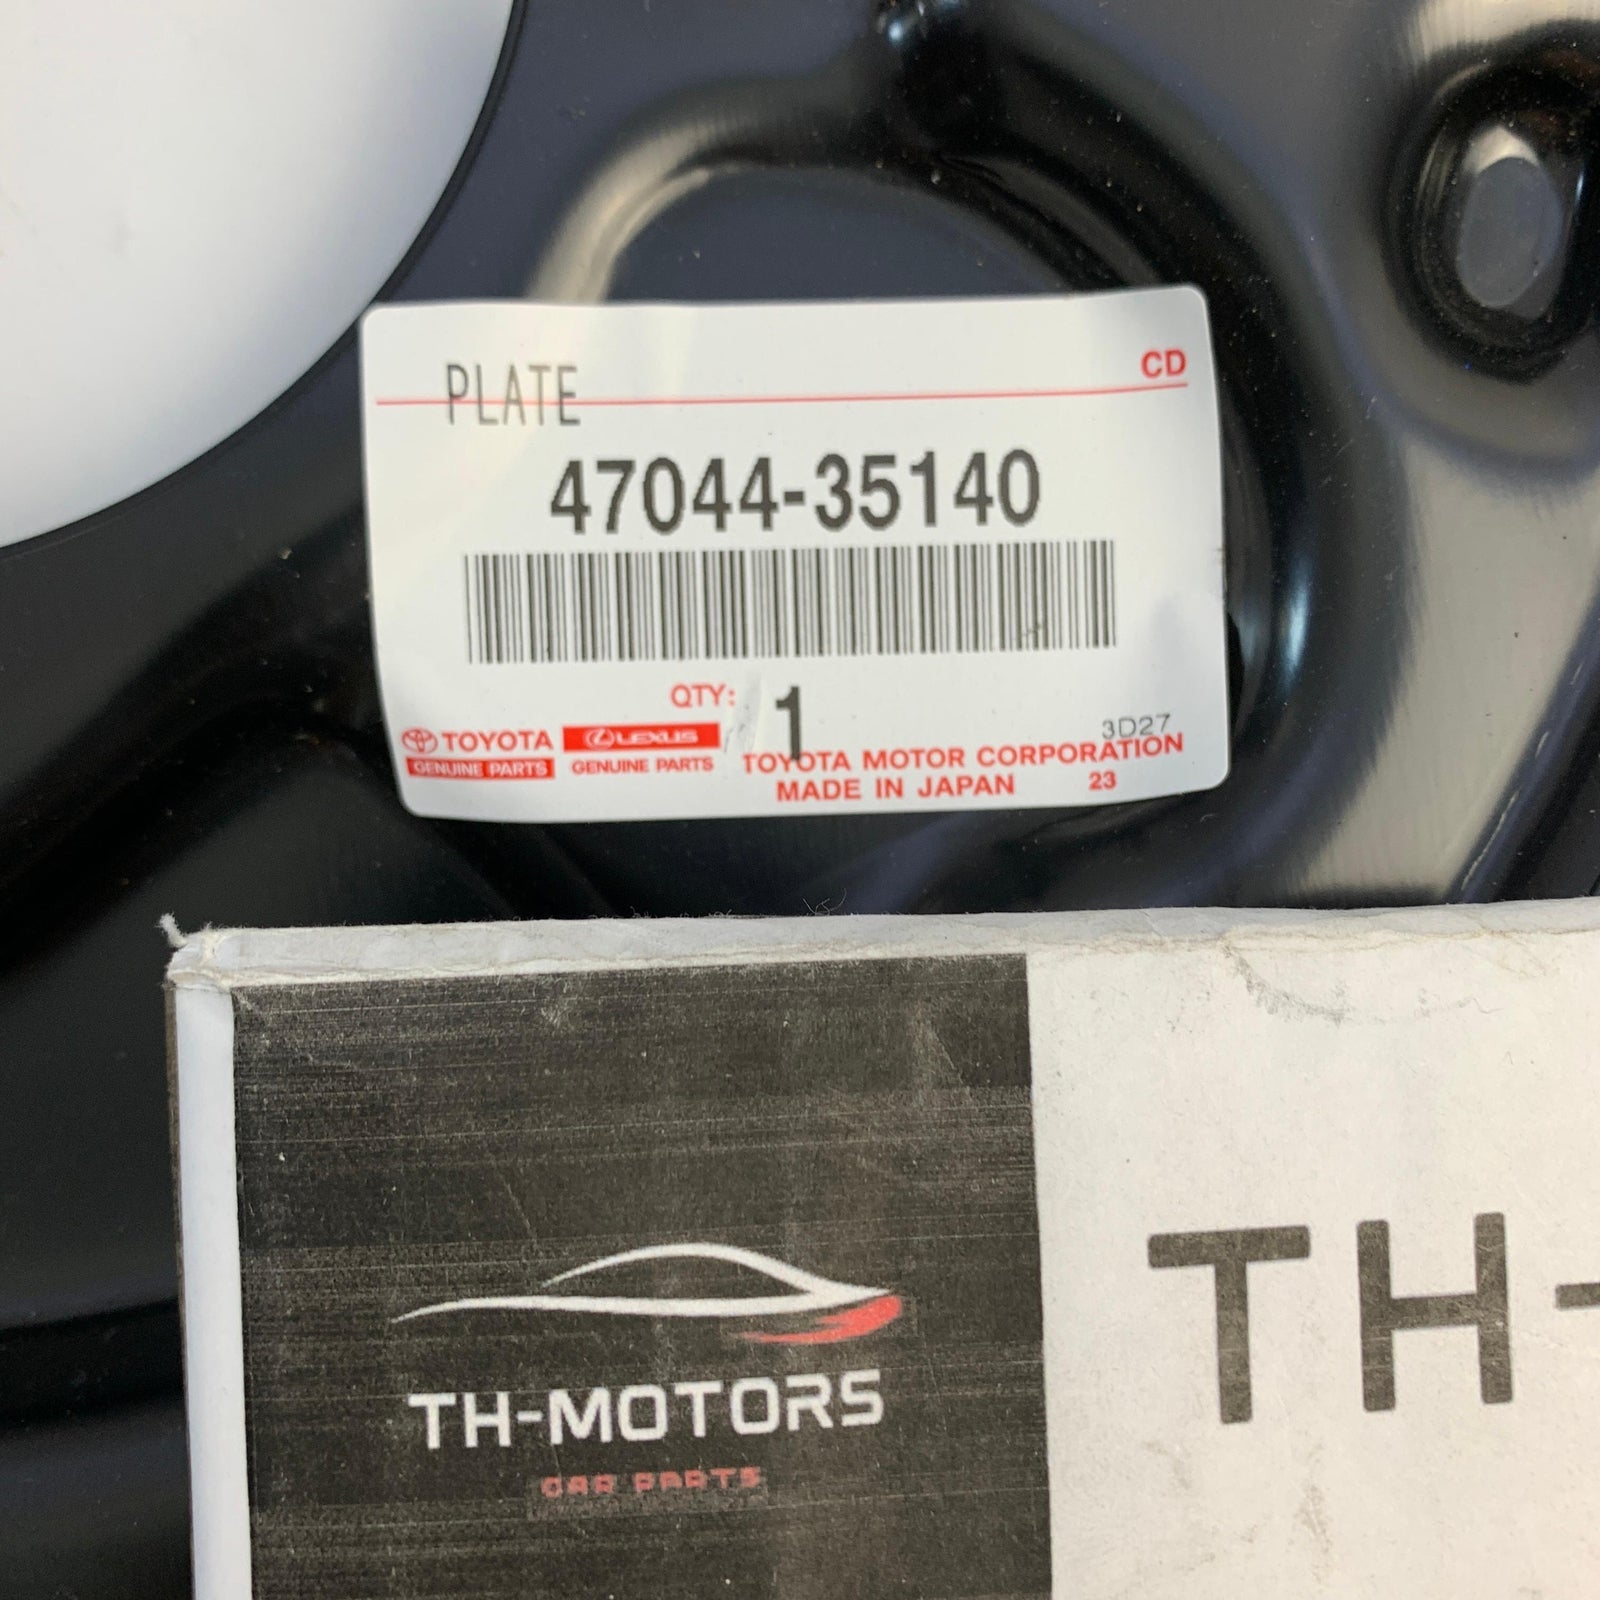 CD
PLATE
47044-35140
QTY: 1
3D27
TOYOTA LEXUS TOYOTA MOTOR CORPORATION
GENUINE PARTS GENUINE PARTS MADE IN JAPAN 23
TH-
TH-MOTORS
CAR PARTS